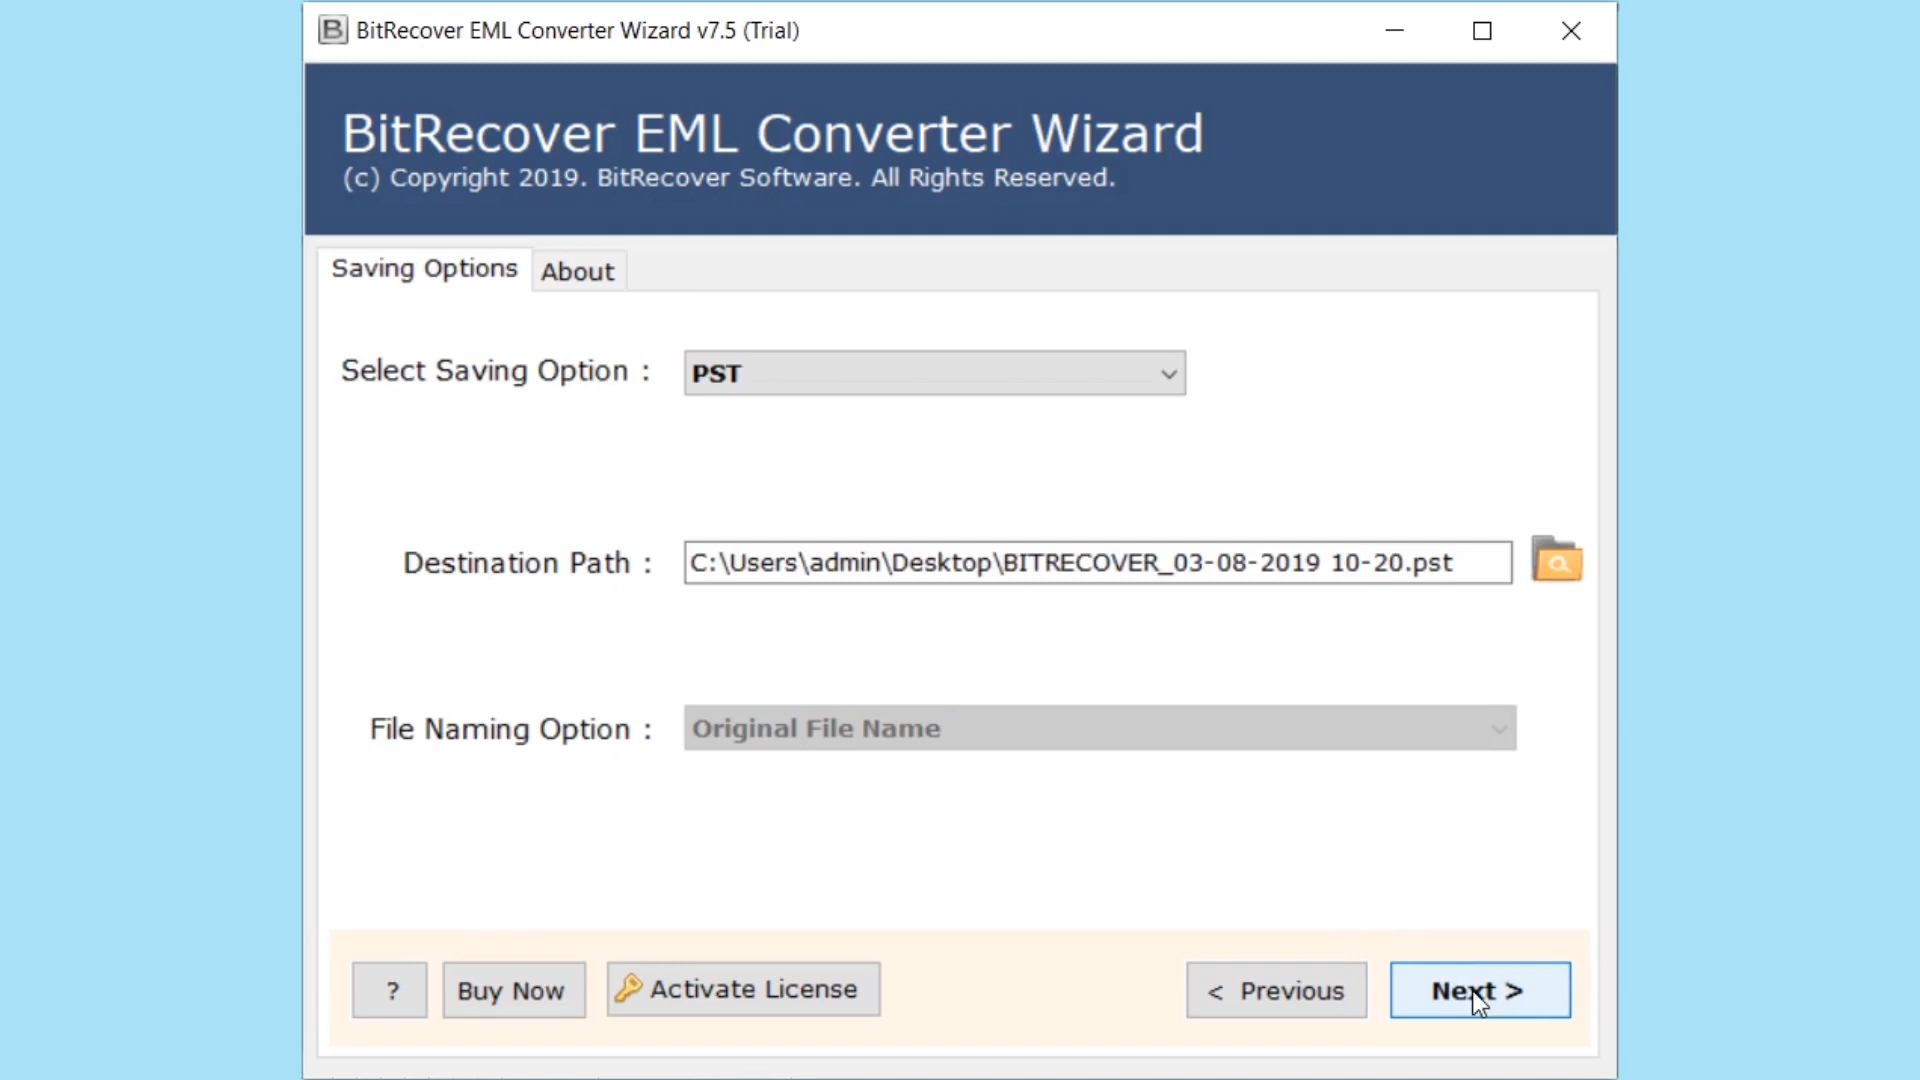 BitRecover EML Converter Wizard v7.5 (Trial)
BitRecover EML Converter Wizard
(c) Copyright 2019. BitRecover Software. All Rights Reserved.
Saving Options
About
Select Saving Option :
PST
Destination Path :
C:\Users\admin\Desktop\BITRECOVER_03-08-2019 10-20.pst
File Naming Option :
Original File Name
?
Buy Now
Activate License
< Previous
Next >